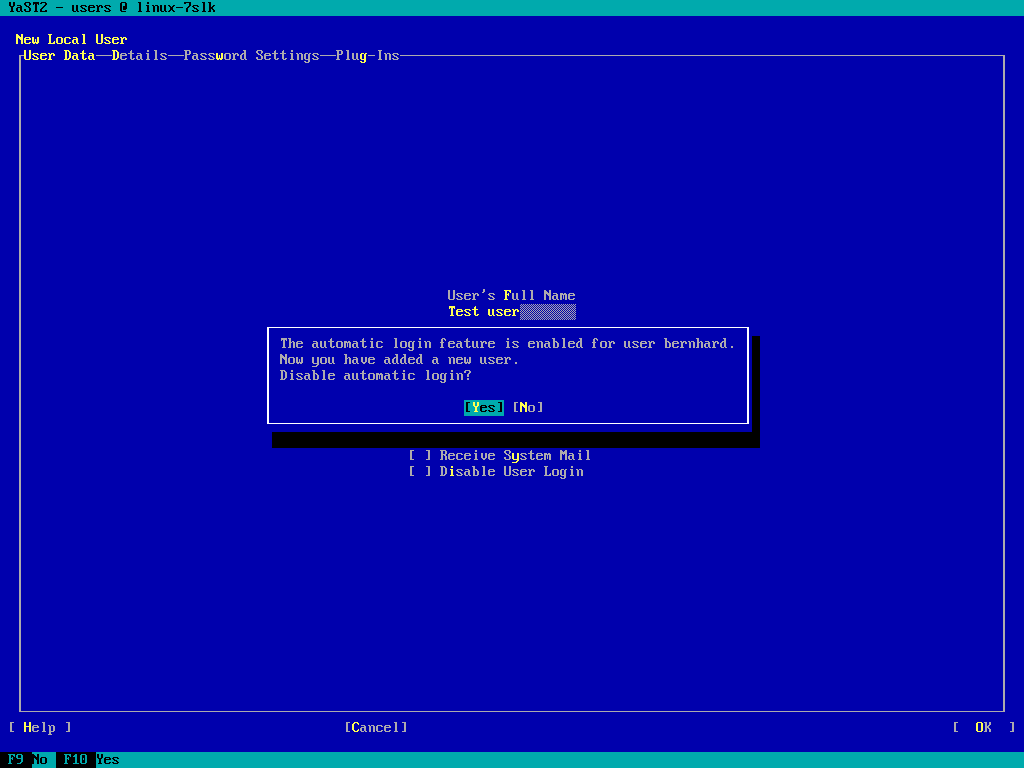 YaST2 - users @ linux-7slk
New Local User
User Data Details Password Settings Plug-Ins
User's Full Name
Test user
The automatic login feature is enabled for user bernhard.
Now you have added a new user.
Disable automatic login?
[Yes] [No]
[ ] Receive System Mail
[ ] Disable User Login
[ Help ] [Cancel] [ OK ]
F9 No F10 Yes